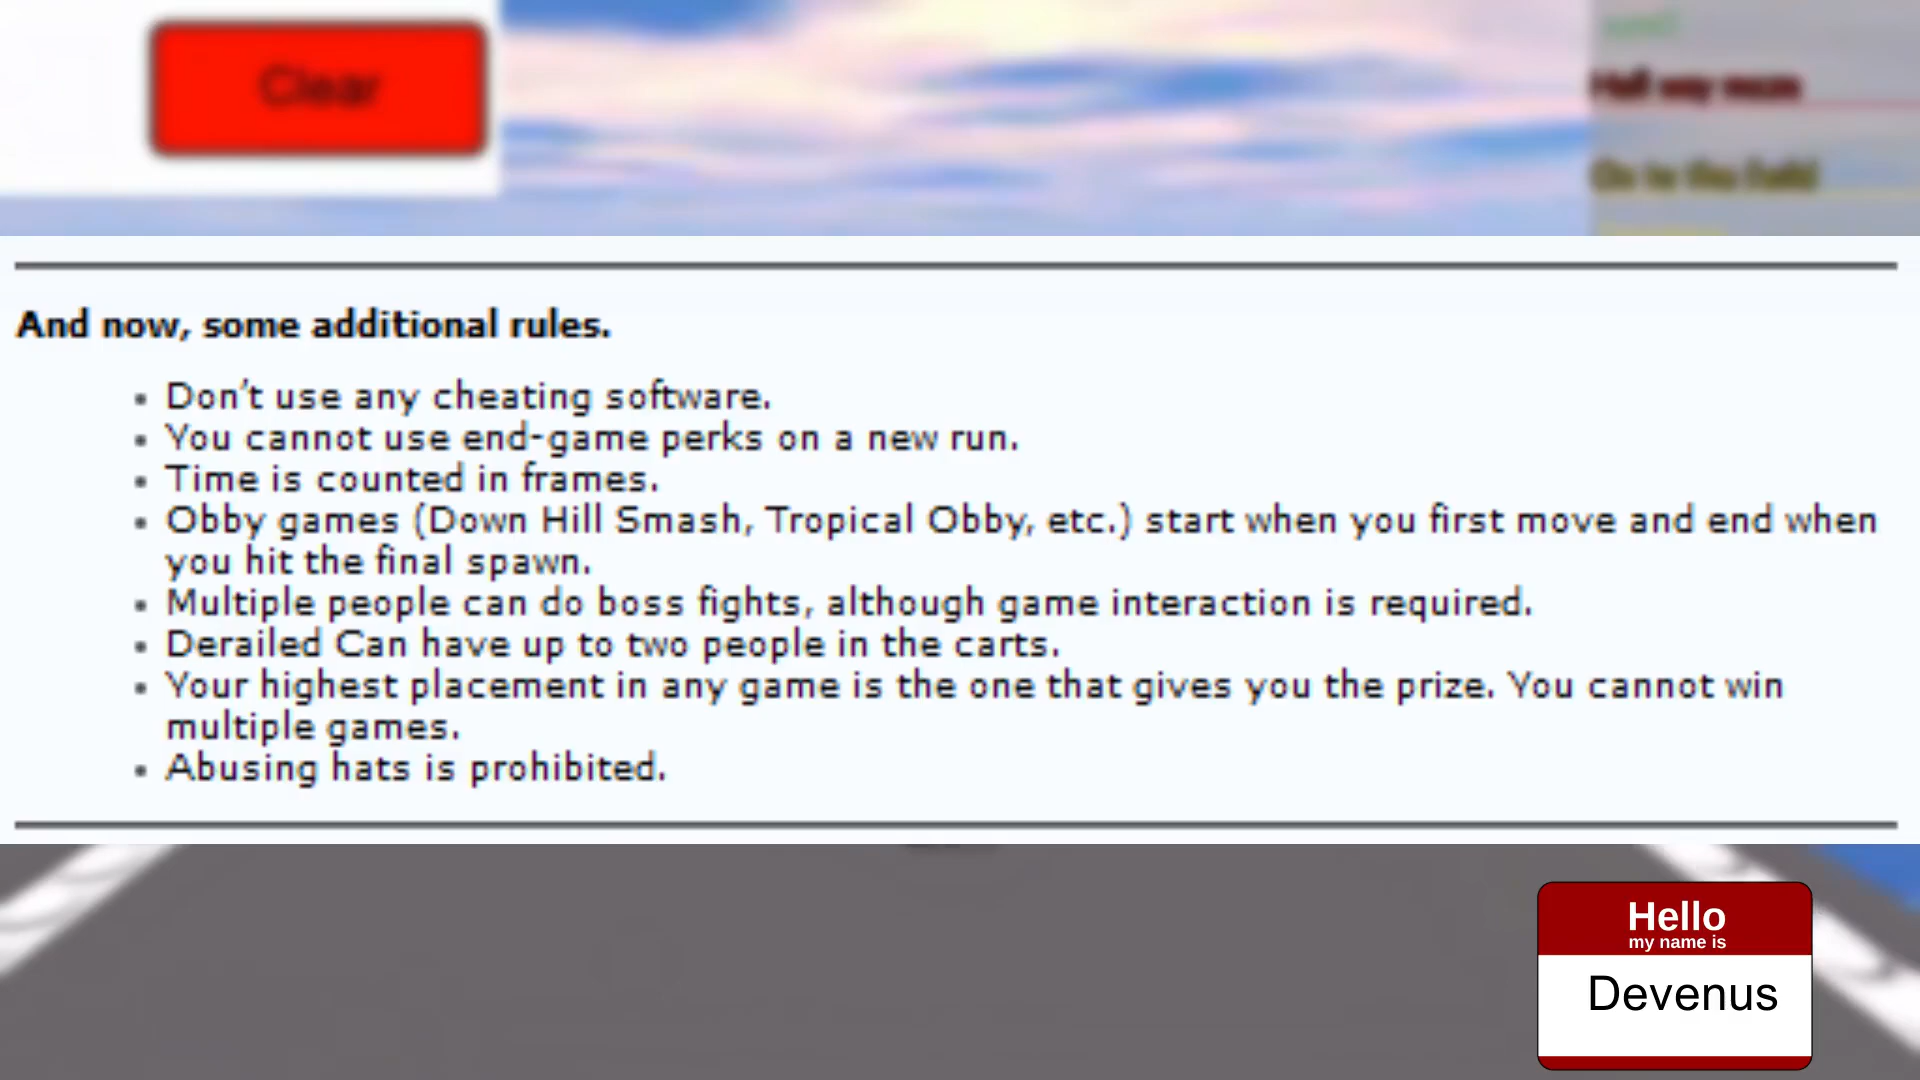 Clear
And now, some additional rules.
Don't use any cheating software.
You cannot use end-game perks on a new run.
Time is counted in frames.
Obby games (Down Hill Smash, Tropical Obby, etc.) start when you first move and end when
you hit the final spawn.
Multiple people can do boss fights, although game interaction is required.
Derailed Can have up to two people in the carts.
Your highest placement in any game is the one that gives you the prize. You cannot win
multiple games.
Abusing hats is prohibited.
Hello
my name is
Devenus